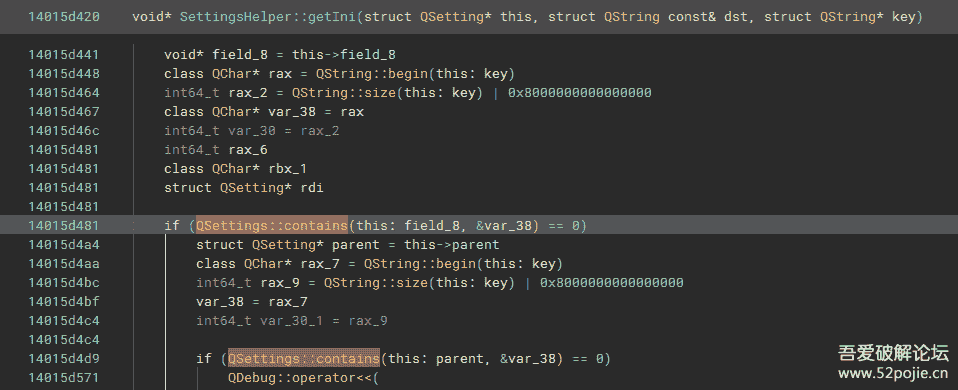 14015d420 void* SettingsHelper::getIni(struct QSetting* this, struct QString const& dst, struct QString* key)
14015d441 void* field_8 = this->field_8
14015d448 class QChar* rax = QString::begin(this: key)
14015d464 int64_t rax_2 = QString::size(this: key) | 0x8000000000000000
14015d467 class QChar* var_38 = rax
14015d46c int64_t var_30 = rax_2
14015d481 int64_t rax_6
14015d481 class QChar* rbx_1
14015d481 struct QSetting* rdi
14015d481
14015d481 if (QSettings::contains(this: field_8, &var_38) == 0)
14015d4a4 struct QSetting* parent = this->parent
14015d4aa class QChar* rax_7 = QString::begin(this: key)
14015d4bc int64_t rax_9 = QString::size(this: key) | 0x8000000000000000
14015d4bf var_38 = rax_7
14015d4c4 int64_t var_30_1 = rax_9
14015d4c4
14015d4d9 if (QSettings::contains(this: parent, &var_38) == 0)
14015d571 QDebug::operator<<(
吾爱破解论坛
www.52pojie.cn